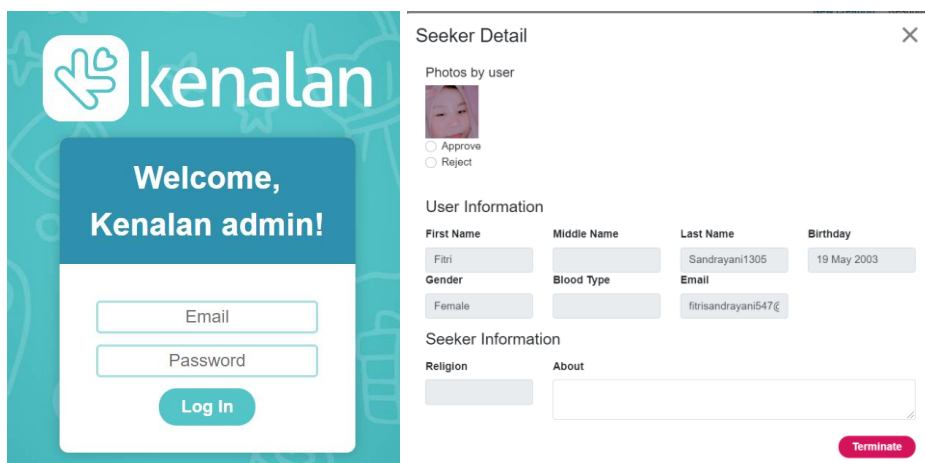 kenalan
Welcome,
Kenalan admin!
Email
Password
Log In
Seeker Detail
Photos by user
Approve
Reject
User Information
First Name Middle Name Last Name Birthday
Fitri Sandrayani1305 19 May 2003
Gender Blood Type Email
Female fitrisandrayani547@
Seeker Information
Religion About
Terminate